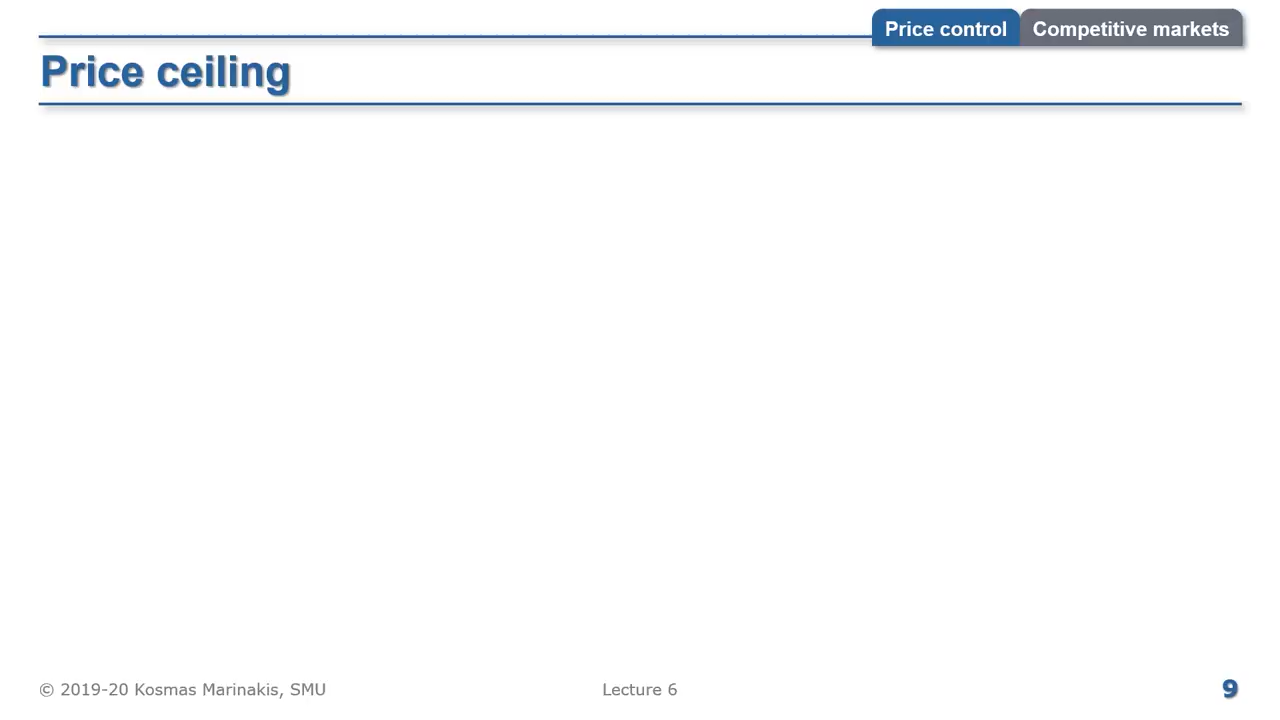 Price control
Competitive markets
Price ceiling
© 2019-20 Kosmas Marinakis, SMU
Lecture 6
9